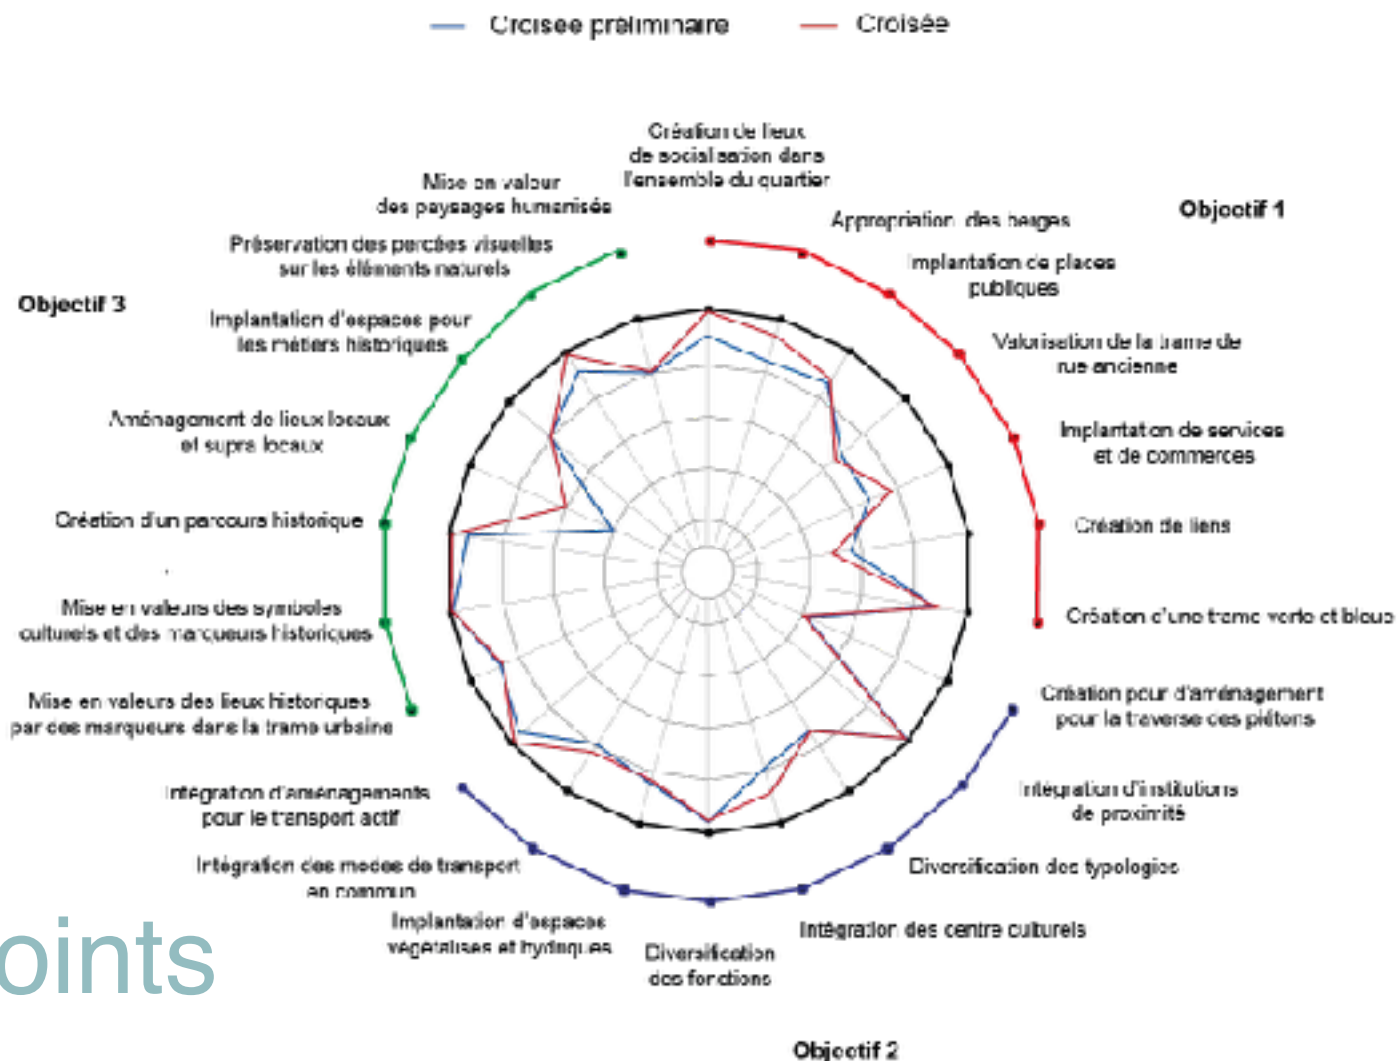 Croisée préliminaire
Croisée
Création de lieux
de socialisation dans
l'ensemble du quartier
Mise en valeur
des paysages humanisés
Appropriation des berges
Objectif 1
Préservation des percées visuelles
sur les éléments naturels
Implantation de places
publiques
Objectif 3
Implantation d'espaces pour
les métiers historiques
Valorisation de la trame de
rue ancienne
Aménagement de lieux locaux
et supra locaux
Implantation de services
et de commerces
Création d'un parcours historique
Création de liens
Mise en valeurs des symboles
culturels et des marqueurs historiques
Création d'une trame verte et bleue
Mise en valeurs des lieux historiques
par des marqueurs dans la trame urbaine
Création pour d'aménagement
pour la traverse des piétons
Intégration d'aménagements
pour le transport actif
Intégration d'institutions
de proximité
Intégration des modes de transport
en commun
Diversification des typologies
Implantation d'espaces
végétalisés et hydriques
Intégration des centre culturels
Diversification
des fonctions
oints
Objectif 2